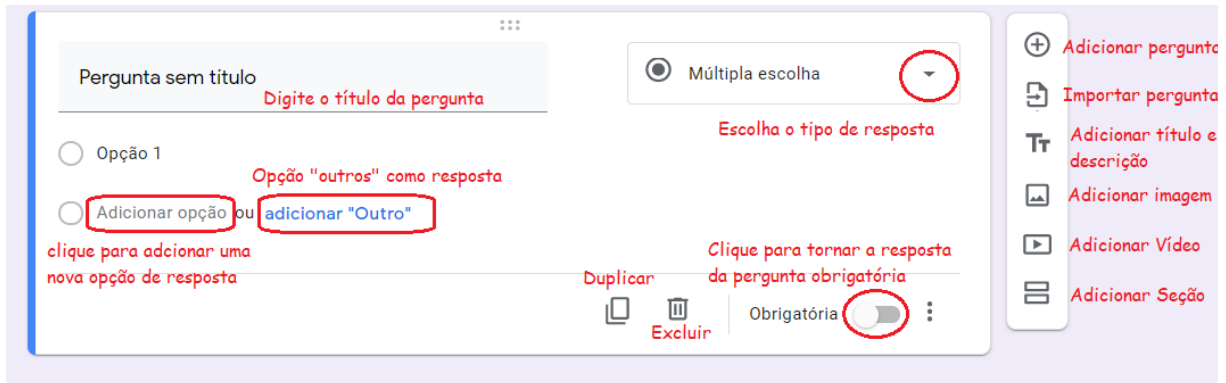 Pergunta sem título
Digite o título da pergunta
Múltipla escolha
Escolha o tipo de resposta
Opção 1
Opção "outros" como resposta
Adicionar opção ou adicionar "Outro"
clique para adcionar uma
nova opção de resposta
Duplicar
Excluir
Clique para tornar a resposta
da pergunta obrigatória
Obrigatória
Adicionar pergunta
Importar pergunta
Tт Adicionar título e
descrição
Adicionar imagem
Adicionar Vídeo
Adicionar Seção